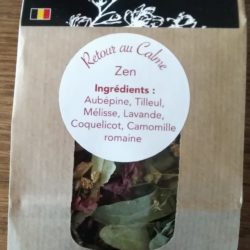 Retour au Calme
Zen
Ingrédients :
Aubépine, Tilleul,
Mélisse, Lavande,
Coquelicot, Camomille
romaine